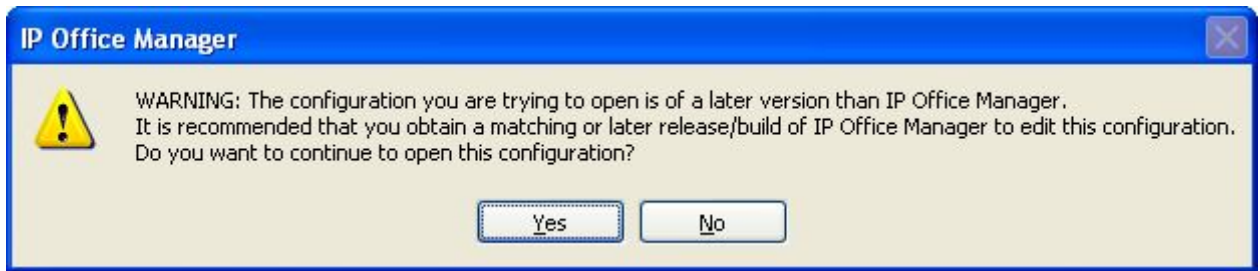 IP Office Manager
WARNING: The configuration you are trying to open is of a later version than IP Office Manager.
It is recommended that you obtain a matching or later release/build of IP Office Manager to edit this configuration.
Do you want to continue to open this configuration?
Yes No